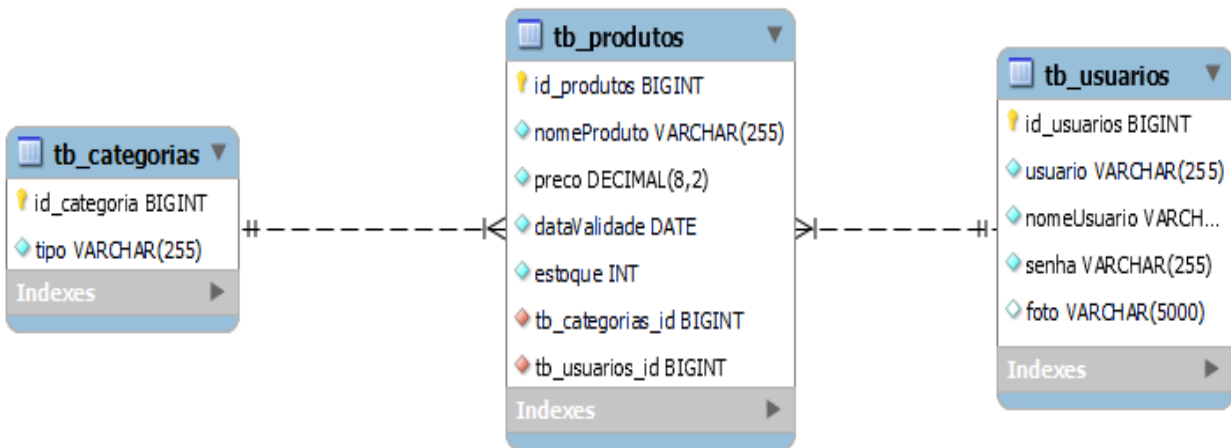 tb_categorias
id_categoria BIGINT
tipo VARCHAR(255)
Indexes
tb_produtos
id_produtos BIGINT
nomeProduto VARCHAR(255)
preco DECIMAL(8,2)
dataValidade DATE
estoque INT
tb_categorias_id BIGINT
tb_usuarios_id BIGINT
Indexes
tb_usuarios
id_usuarios BIGINT
usuario VARCHAR(255)
nomeUsuario VARCH...
senha VARCHAR(255)
foto VARCHAR(5000)
Indexes